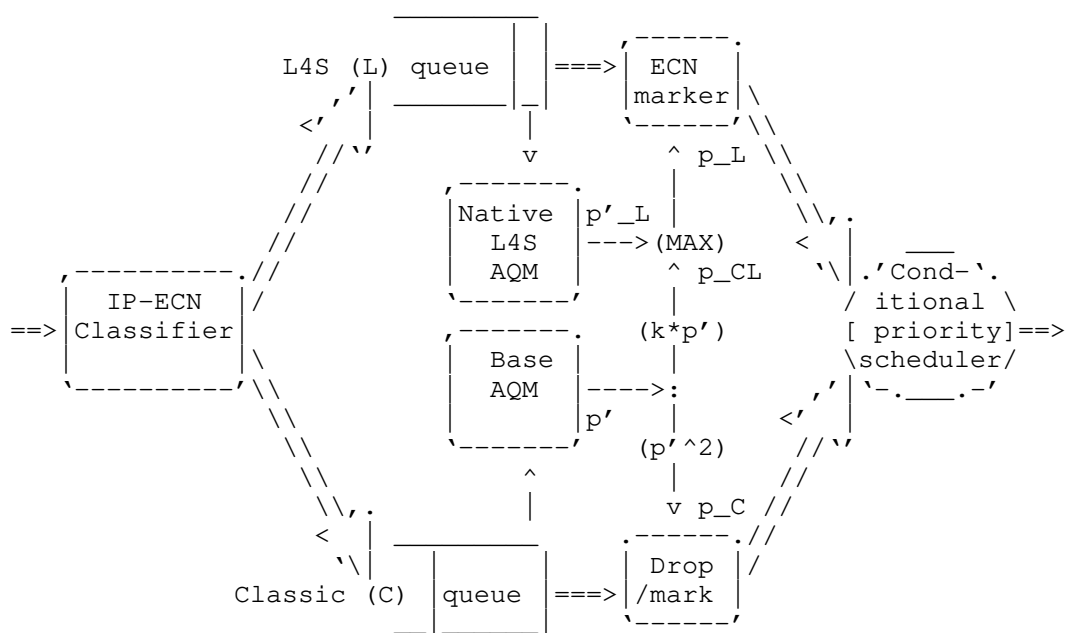 L4S (L) queue ===> ECN
marker
p_L
Native p'_L
L4S ---> (MAX)
AQM p_CL
.'Cond-`.
IP-ECN itional
==> Classifier (k*p') [ priority]==>
Base scheduler
AQM ---->:
p'
(p'^2)
p_C
Drop
Classic (C) queue ===> /mark